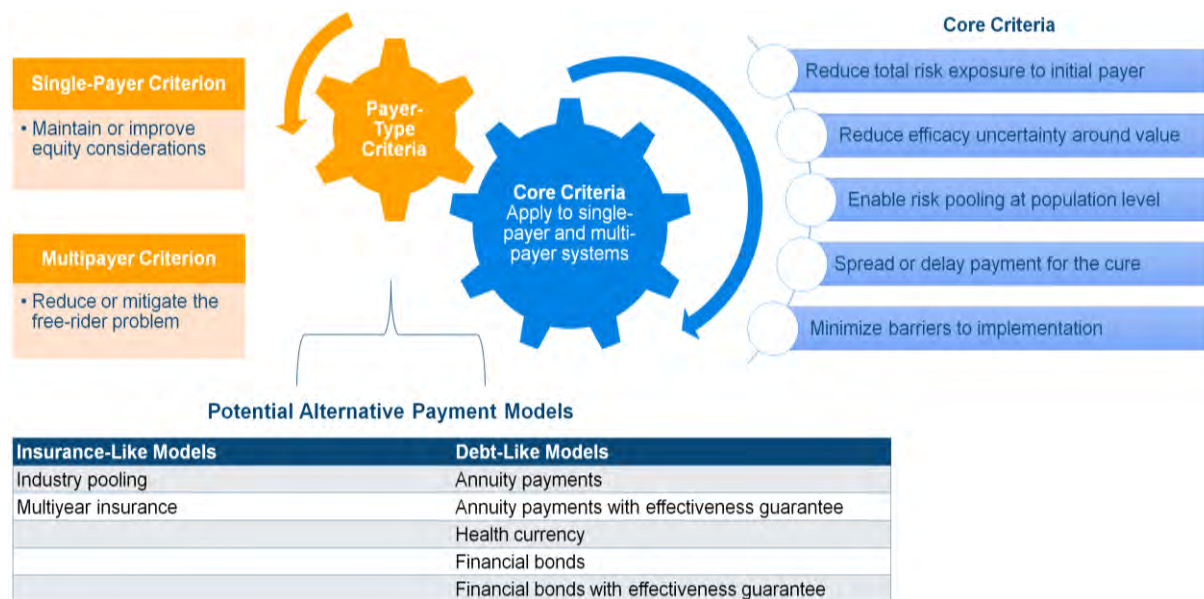 Single-Payer Criterion
• Maintain or improve
equity considerations
Multipayer Criterion
• Reduce or mitigate the
free-rider problem
Payer-
Type
Criteria
Core Criteria
Apply to single-
payer and multi-
payer systems
Core Criteria
Reduce total risk exposure to initial payer
Reduce efficacy uncertainty around value
Enable risk pooling at population level
Spread or delay payment for the cure
Minimize barriers to implementation
Potential Alternative Payment Models
Insurance-Like Models Debt-Like Models
Industry pooling Annuity payments
Multiyear insurance Annuity payments with effectiveness guarantee
Health currency
Financial bonds
Financial bonds with effectiveness guarantee